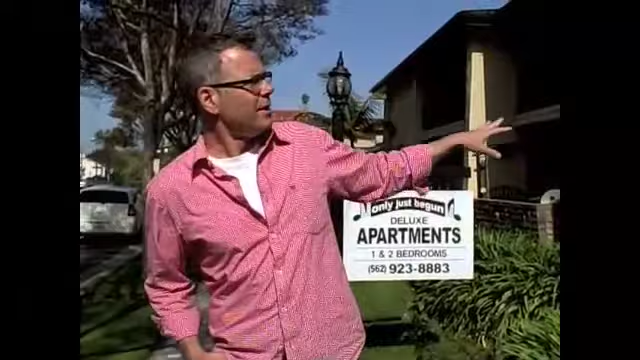 only just begun
DELUXE
APARTMENTS
1 & 2 BEDROOMS
(562) 923-8883